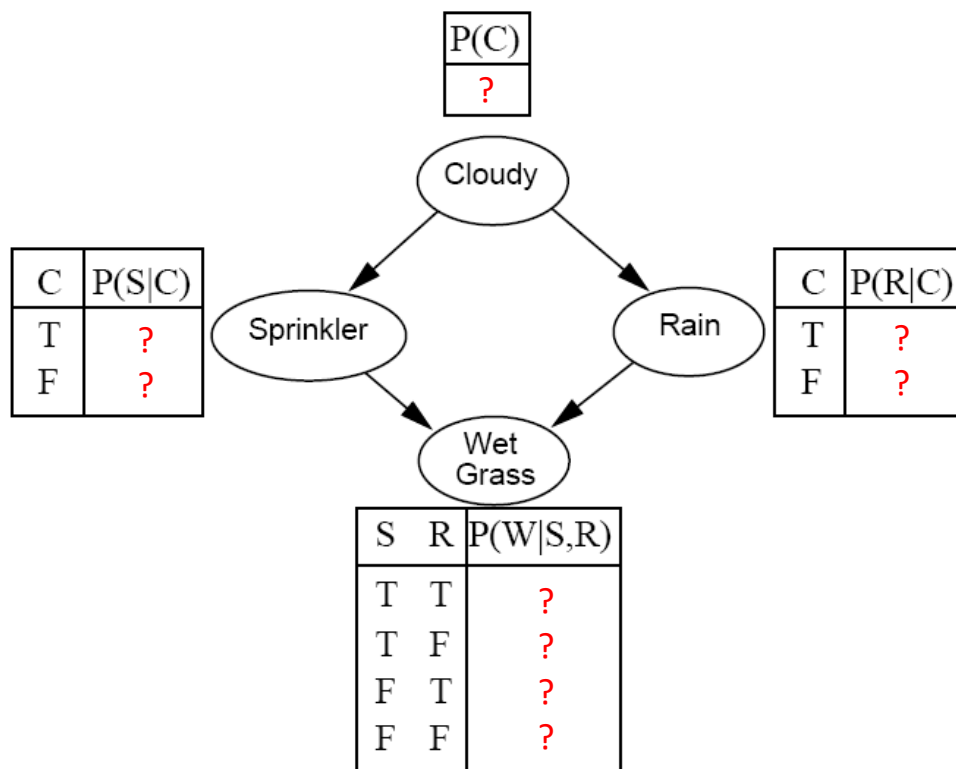 P(C)
?
Cloudy
C P(S|C)
T ?
F ?
Sprinkler
Rain
C P(R|C)
T ?
F ?
Wet
Grass
S R P(W|S,R)
T T ?
T F ?
F T ?
F F ?